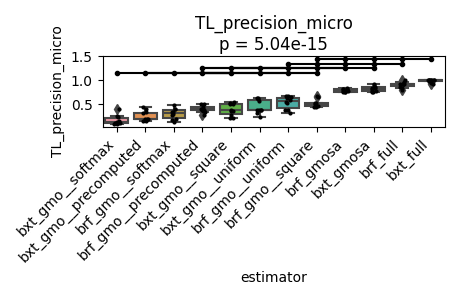 TL_precision_micro
p = 5.04e-15
TL_precision_micro
1.5
1.0
0.5
bxt_gmo__softmax
bxt_gmo__precomputed
brf_gmo__softmax
brf_gmo__precomputed
bxt_gmo__square
bxt_gmo__uniform
brf_gmo__uniform
brf_gmo__square
brf_gmosa
bxt_gmosa
brf_full
bxt_full
estimator